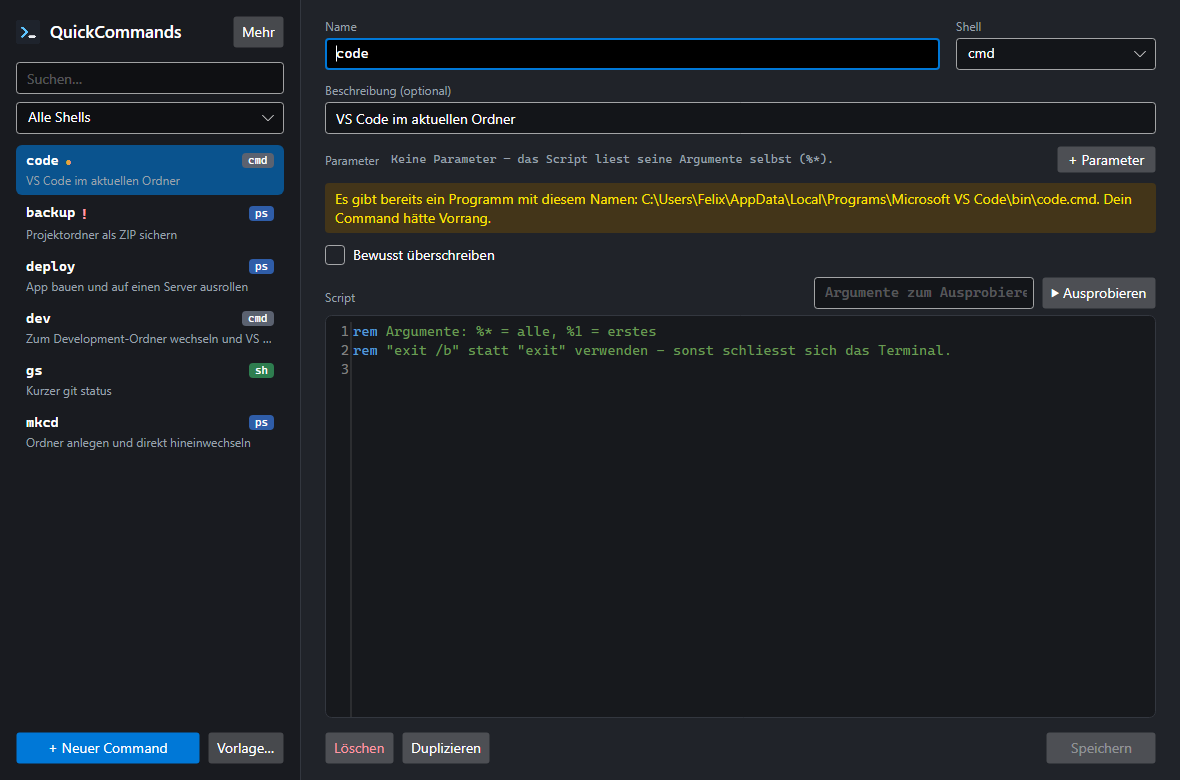 QuickCommands
Mehr
Suchen...
Alle Shells
code
cmd
VS Code im aktuellen Ordner
backup !
ps
Projektordner als ZIP sichern
deploy
ps
App bauen und auf einen Server ausrollen
dev
cmd
Zum Development-Ordner wechseln und VS ...
gs
sh
Kurzer git status
mkcd
ps
Ordner anlegen und direkt hineinwechseln
+ Neuer Command
Vorlage...
Name
Shell
code
cmd
Beschreibung (optional)
VS Code im aktuellen Ordner
Parameter
Keine Parameter – das Script liest seine Argumente selbst (%*).
+ Parameter
Es gibt bereits ein Programm mit diesem Namen: C:\Users\Felix\AppData\Local\Programs\Microsoft VS Code\bin\code.cmd. Dein
Command hätte Vorrang.
Bewusst überschreiben
Script
Argumente zum Ausprobiere
Ausprobieren
1 rem Argumente: %* = alle, %1 = erstes
2 rem "exit /b" statt "exit" verwenden – sonst schliesst sich das Terminal.
3
Löschen
Duplizieren
Speichern